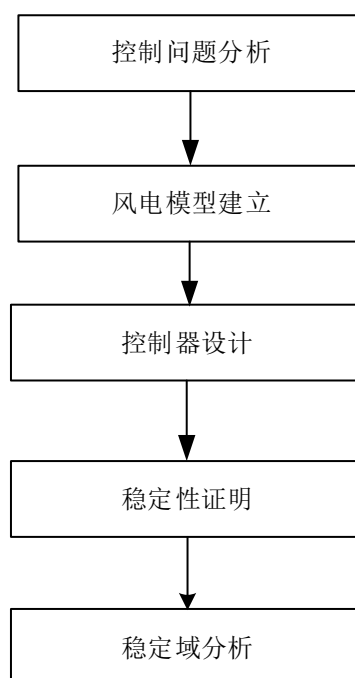 控制问题分析
风电模型建立
控制器设计
稳定性证明
稳定域分析